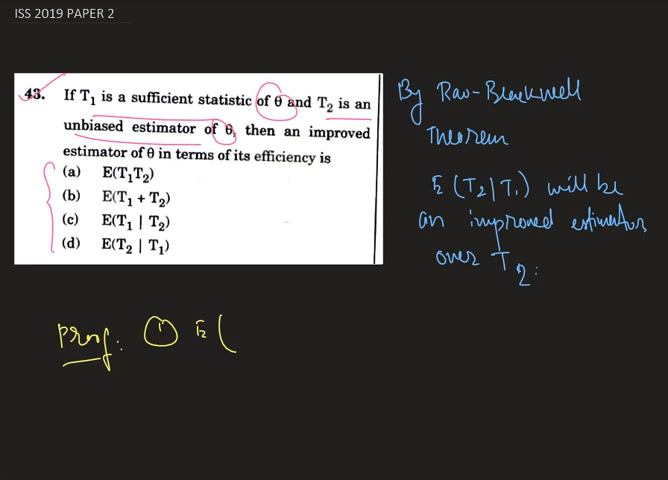 ISS 2019 PAPER 2
43. If T₁ is a sufficient statistic of θ and T₂ is an
unbiased estimator of θ, then an improved
estimator of θ in terms of its efficiency is
(a) E(T₁T₂)
(b) E(T₁ + T₂)
(c) E(T₁ | T₂)
(d) E(T₂ | T₁)
By Rao-Blackwell
Theorem
E (T₂ | T₁) will be
an improved estimator
over T₂.
Proof: ① E (